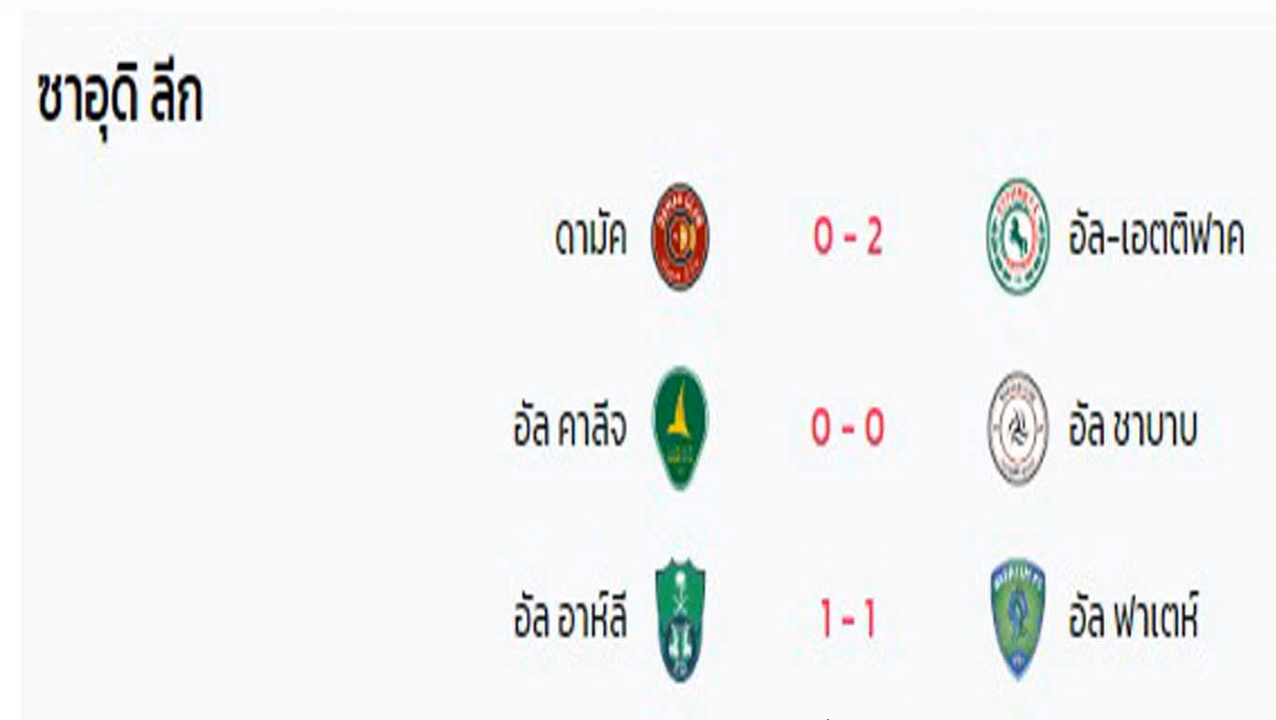 ซาอุดิ ลีก
ดามัค 0 - 2 อัล-เอตติฟาค
อัล คาลีจ 0 - 0 อัล ชาบาบ
อัล อาห์ลี 1 - 1 อัล ฟาเตห์